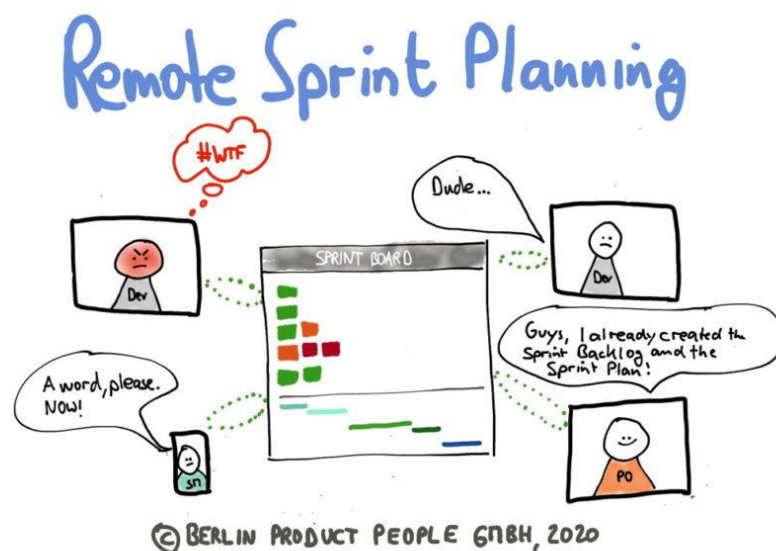 Remote Sprint Planning
#WTF
Dude...
Dev
Dev
SPRINT BOARD
Guys, I already created the
Sprint Backlog and the
Sprint Plan!
A word, please.
NOW!
SM
PO
© BERLIN PRODUCT PEOPLE GMBH, 2020